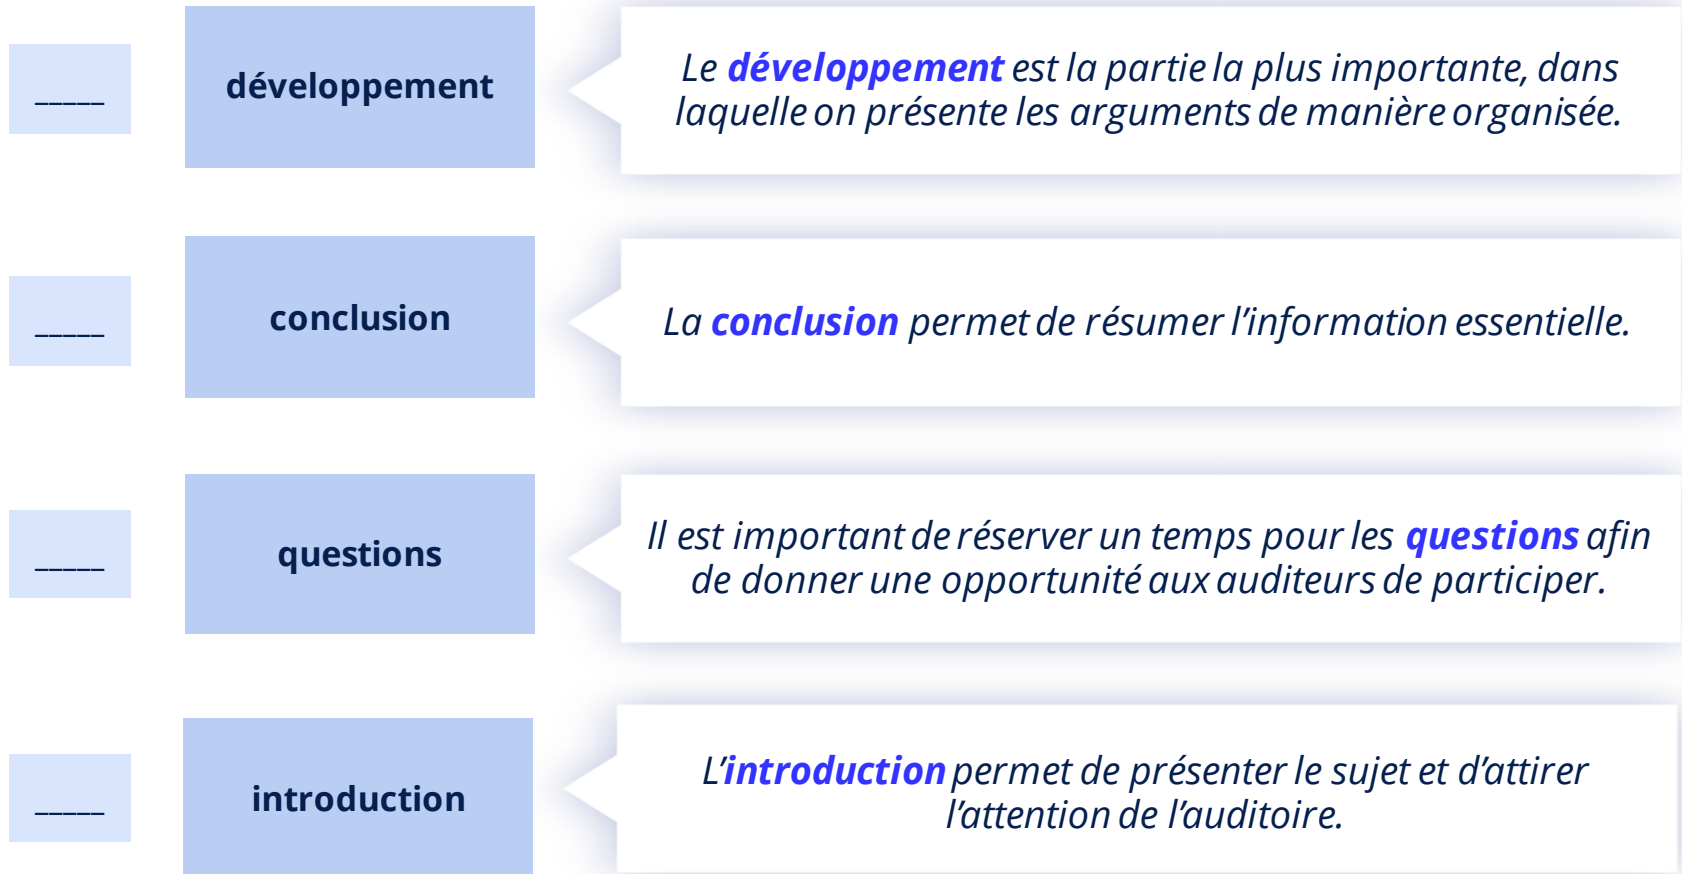 _____
développement
Le développement est la partie la plus importante, dans
laquelle on présente les arguments de manière organisée.
_____
conclusion
La conclusion permet de résumer l’information essentielle.
_____
questions
Il est important de réserver un temps pour les questions afin
de donner une opportunité aux auditeurs de participer.
_____
introduction
L’introduction permet de présenter le sujet et d’attirer
l’attention de l’auditoire.